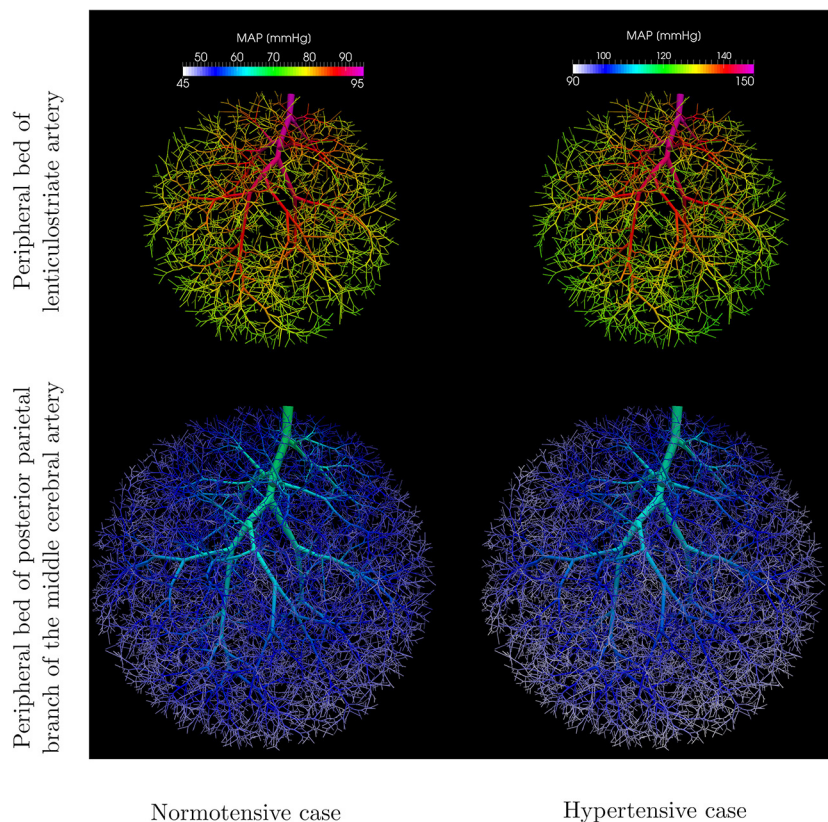 MAP [mmHg]
50 60 70 80 90
45 95
MAP [mmHg]
100 120 140
90 150
Peripheral bed of
lenticulostriate artery
Peripheral bed of posterior parietal
branch of the middle cerebral artery
Normotensive case
Hypertensive case